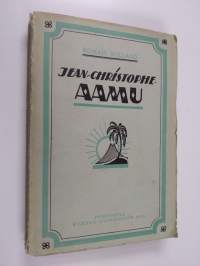 ROMAIN ROLLAND
JEAN-CHRISTOPHE
AAMU